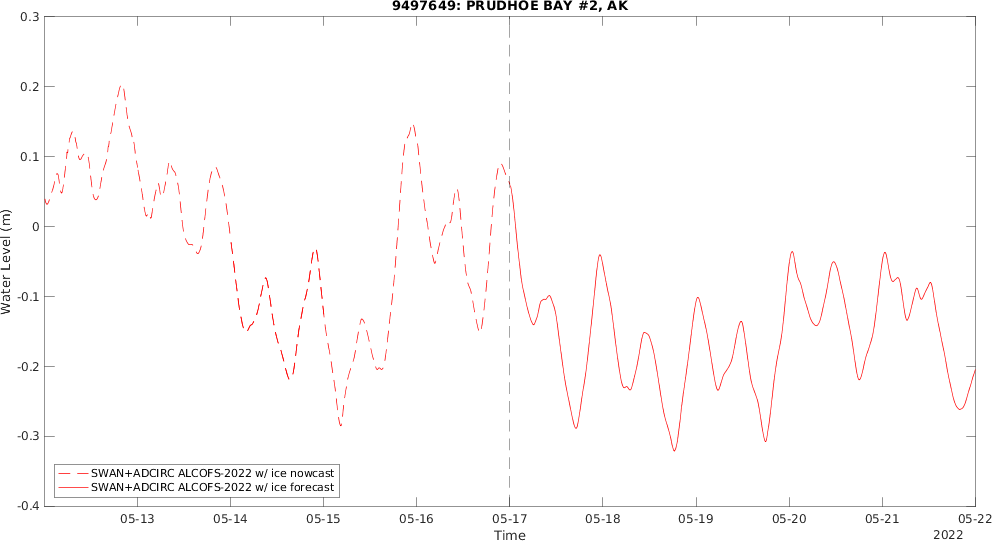 9497649: PRUDHOE BAY #2, AK
0.3
0.2
0.1
0
-0.1
-0.2
-0.3
-0.4
Water Level (m)
SWAN+ADCIRC ALCOFS-2022 w/ ice nowcast
SWAN+ADCIRC ALCOFS-2022 w/ ice forecast
05-13 05-14 05-15 05-16 05-17 05-18 05-19 05-20 05-21 05-22
Time
2022